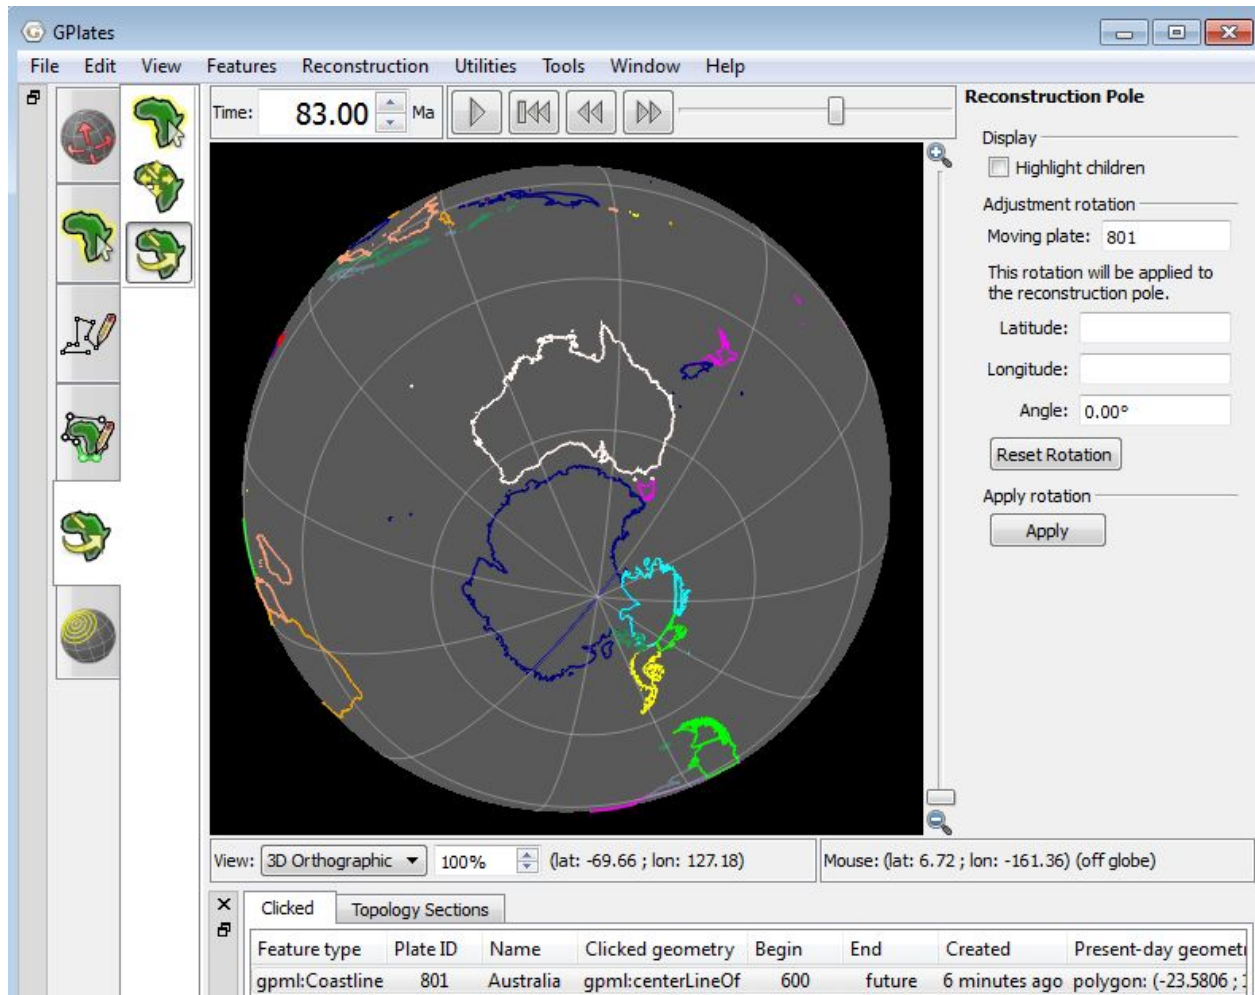 GPlates
File Edit View Features Reconstruction Utilities Tools Window Help
Time: 83.00 Ma
Reconstruction Pole
Display
Highlight children
Adjustment rotation
Moving plate: 801
This rotation will be applied to
the reconstruction pole.
Latitude:
Longitude:
Angle: 0.00°
Reset Rotation
Apply rotation
Apply
View: 3D Orthographic 100% (lat: -69.66 ; lon: 127.18) Mouse: (lat: 6.72 ; lon: -161.36) (off globe)
Clicked Topology Sections
Feature type Plate ID Name Clicked geometry Begin End Created Present-day geometr
gpml:Coastline 801 Australia gpml:centerLineOf 600 future 6 minutes ago polygon: (-23.5806 ;